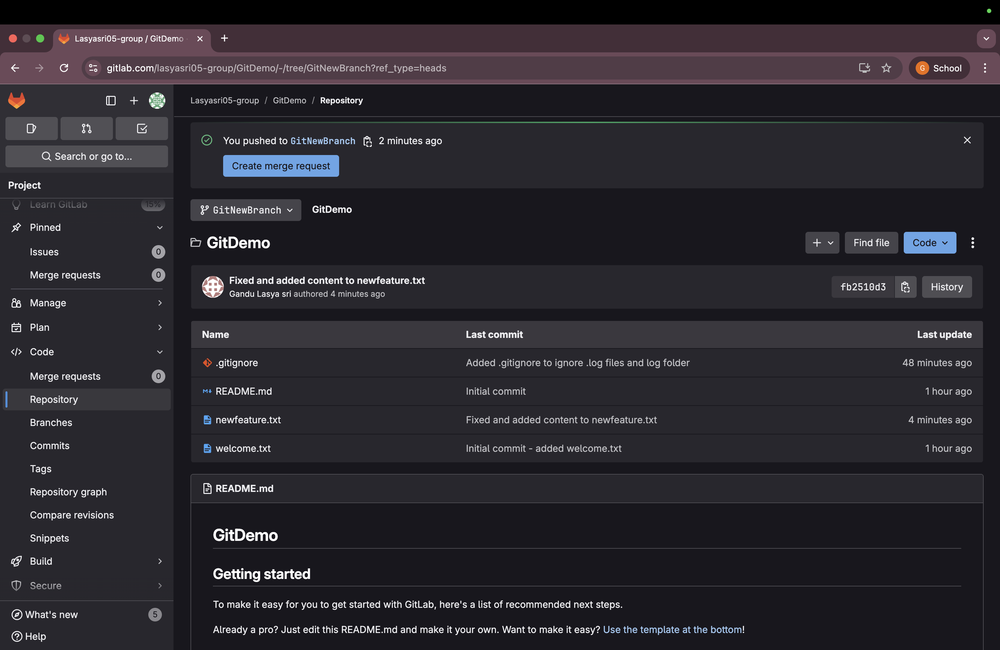 Lasyasri05-group / GitDemo
gitlab.com/lasyasri05-group/GitDemo/-/tree/GitNewBranch?ref_type=heads
G School
Search or go to...
Project
Learn GitLab 15%
Pinned
Issues 0
Merge requests 0
Manage
Plan
Code
Merge requests 0
Repository
Branches
Commits
Tags
Repository graph
Compare revisions
Snippets
Build
Secure
What's new 5
Help
Lasyasri05-group / GitDemo / Repository
You pushed to GitNewBranch 2 minutes ago
Create merge request
GitNewBranch GitDemo
GitDemo
Find file Code
Fixed and added content to newfeature.txt
Gandu Lasya sri authored 4 minutes ago
fb2510d3 History
Name Last commit Last update
.gitignore Added .gitignore to ignore .log files and log folder 48 minutes ago
README.md Initial commit 1 hour ago
newfeature.txt Fixed and added content to newfeature.txt 4 minutes ago
welcome.txt Initial commit - added welcome.txt 1 hour ago
README.md
GitDemo
Getting started
To make it easy for you to get started with GitLab, here's a list of recommended next steps.
Already a pro? Just edit this README.md and make it your own. Want to make it easy? Use the template at the bottom!